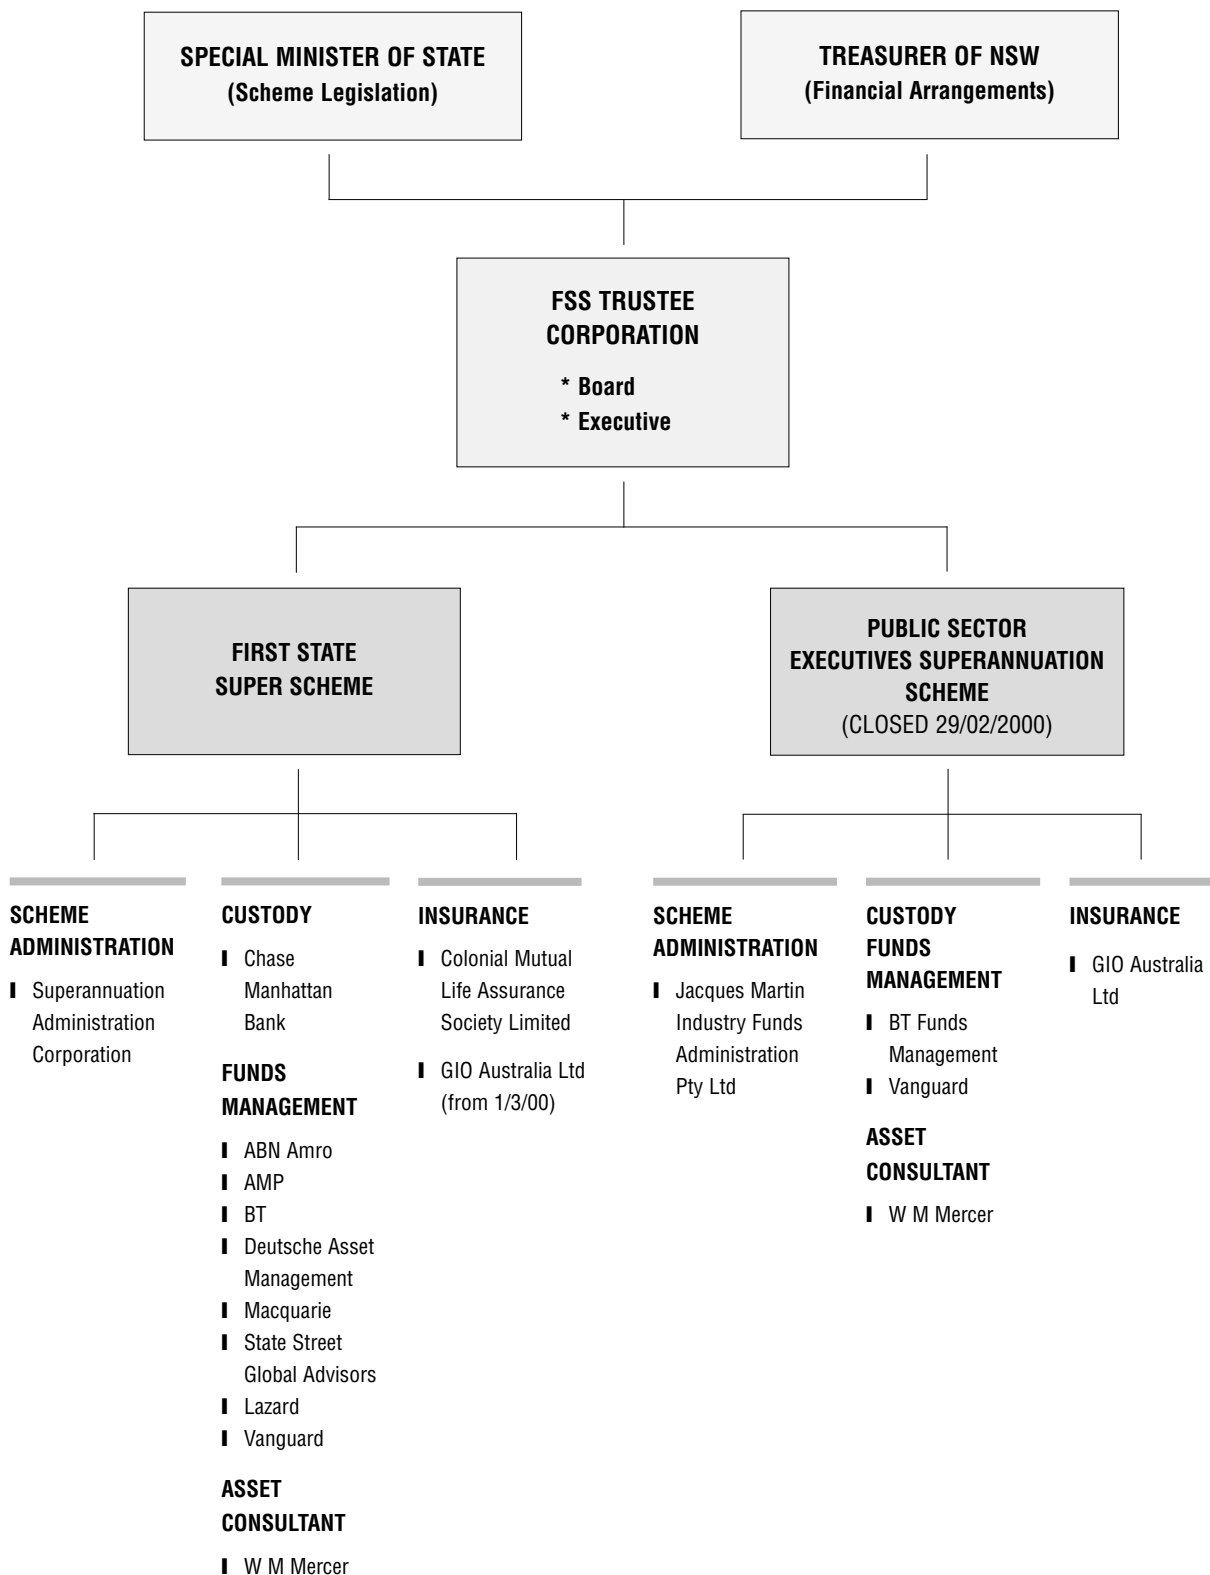 SPECIAL MINISTER OF STATE
(Scheme Legislation)
TREASURER OF NSW
(Financial Arrangements)
FSS TRUSTEE
CORPORATION
* Board
* Executive
FIRST STATE
SUPER SCHEME
PUBLIC SECTOR
EXECUTIVES SUPERANNUATION
SCHEME
(CLOSED 29/02/2000)
SCHEME
ADMINISTRATION
Superannuation
Administration
Corporation
CUSTODY
Chase
Manhattan
Bank
FUNDS
MANAGEMENT
ABN Amro
AMP
BT
Deutsche Asset
Management
Macquarie
State Street
Global Advisors
Lazard
Vanguard
ASSET
CONSULTANT
W M Mercer
INSURANCE
Colonial Mutual
Life Assurance
Society Limited
GIO Australia Ltd
(from 1/3/00)
SCHEME
ADMINISTRATION
Jacques Martin
Industry Funds
Administration
Pty Ltd
CUSTODY
FUNDS
MANAGEMENT
BT Funds
Management
Vanguard
ASSET
CONSULTANT
W M Mercer
INSURANCE
GIO Australia
Ltd